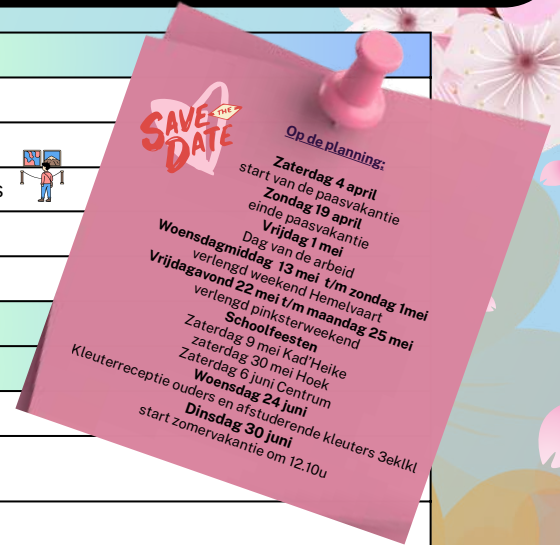 s
SAVE
THE
DATE
Op de planning:
Zaterdag 4 april
start van de paasvakantie
Zondag 19 april
einde paasvakantie
Vrijdag 1 mei
Dag van de arbeid
Woensdagmiddag 13 mei t/m zondag 1mei
verlengd weekend Hemelvaart
Vrijdagavond 22 mei t/m maandag 25 mei
verlengd pinksterweekend
Schoolfeesten
Zaterdag 9 mei Kad'Heike
zaterdag 30 mei Hoek
Zaterdag 6 juni Centrum
Woensdag 24 juni
Kleuterreceptie ouders en afstuderende kleuters 3eklkl
Dinsdag 30 juni
start zomervakantie om 12.10u